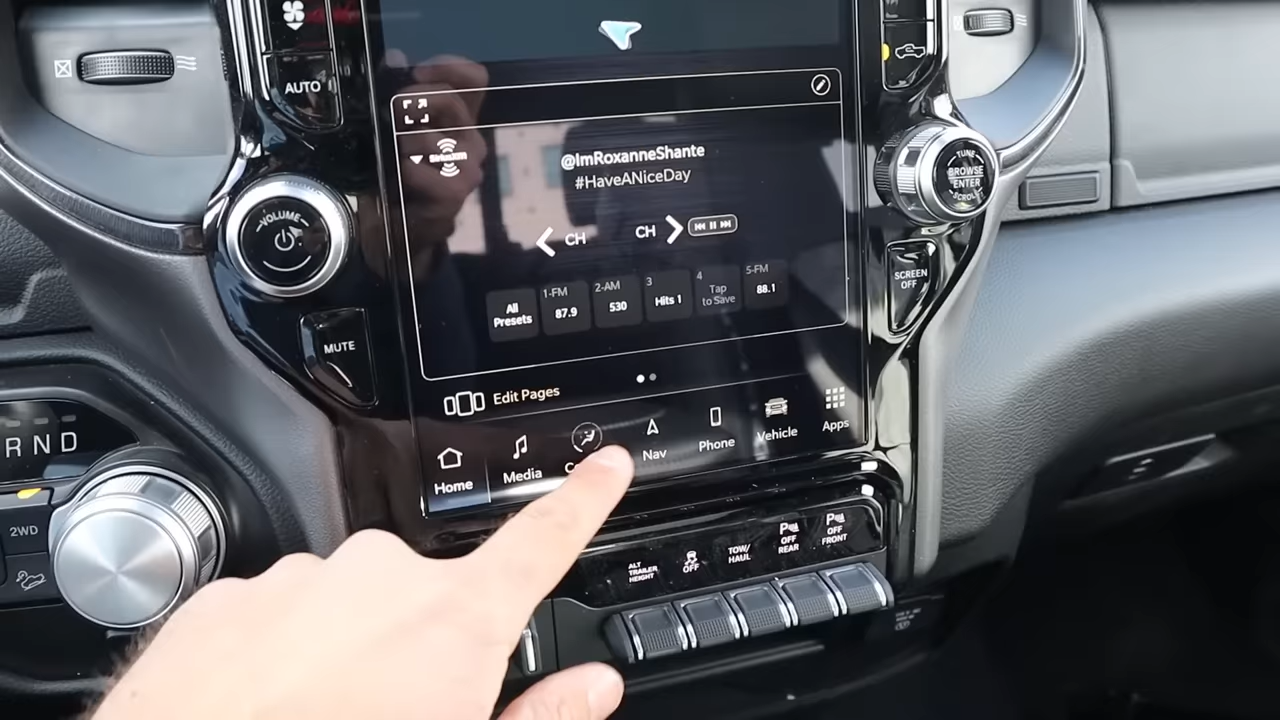 AUTO
SiriusXM
@ImRoxanneShante
#HaveANiceDay
CH
CH
All
Presets
1-FM
87.9
2-AM
530
3
Hits 1
4
Tap
to Save
5-FM
88.1
Edit Pages
Home
Media
Nav
Phone
Vehicle
Apps
VOLUME
MUTE
TUNE
BROWSE
ENTER
SCROLL
SCREEN
OFF
RND
2WD
ALT
TRAILER
HEIGHT
OFF
TOW/
HAUL
P
OFF
REAR
P
OFF
FRONT